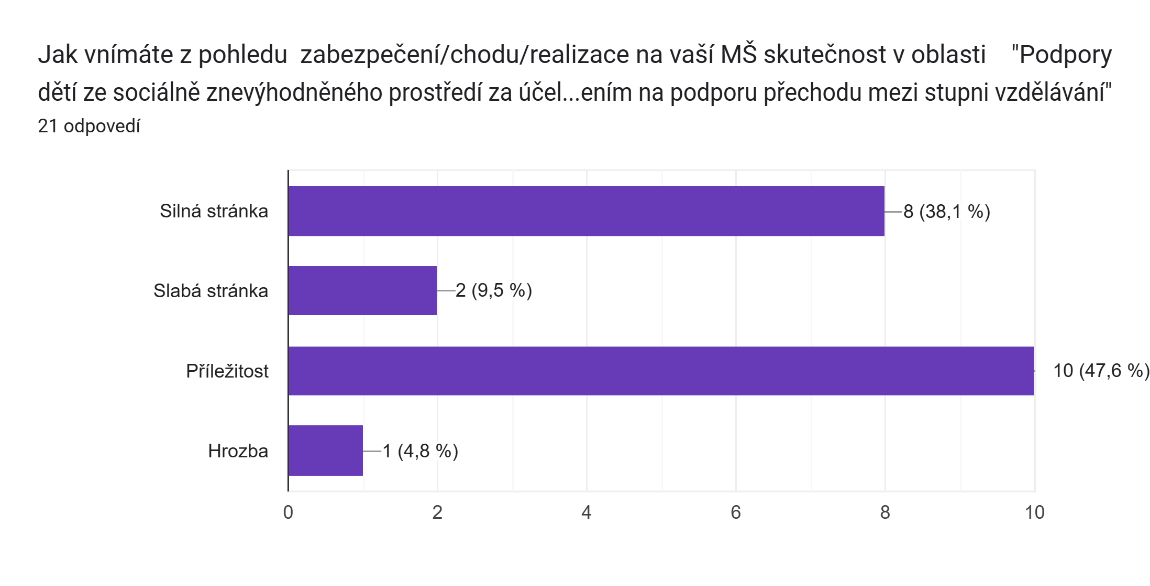 Jak vnímáte z pohledu  zabezpečení/chodu/realizace na vaší MŠ skutečnost v oblasti    "Podpory
dětí ze sociálně znevýhodněného prostředí za účel...ením na podporu přechodu mezi stupni vzdělávání"
21 odpovedí
Silná stránka
8 (38,1 %)
Slabá stránka
2 (9,5 %)
Příležitost
10 (47,6 %)
Hrozba
1 (4,8 %)
0 2 4 6 8 10